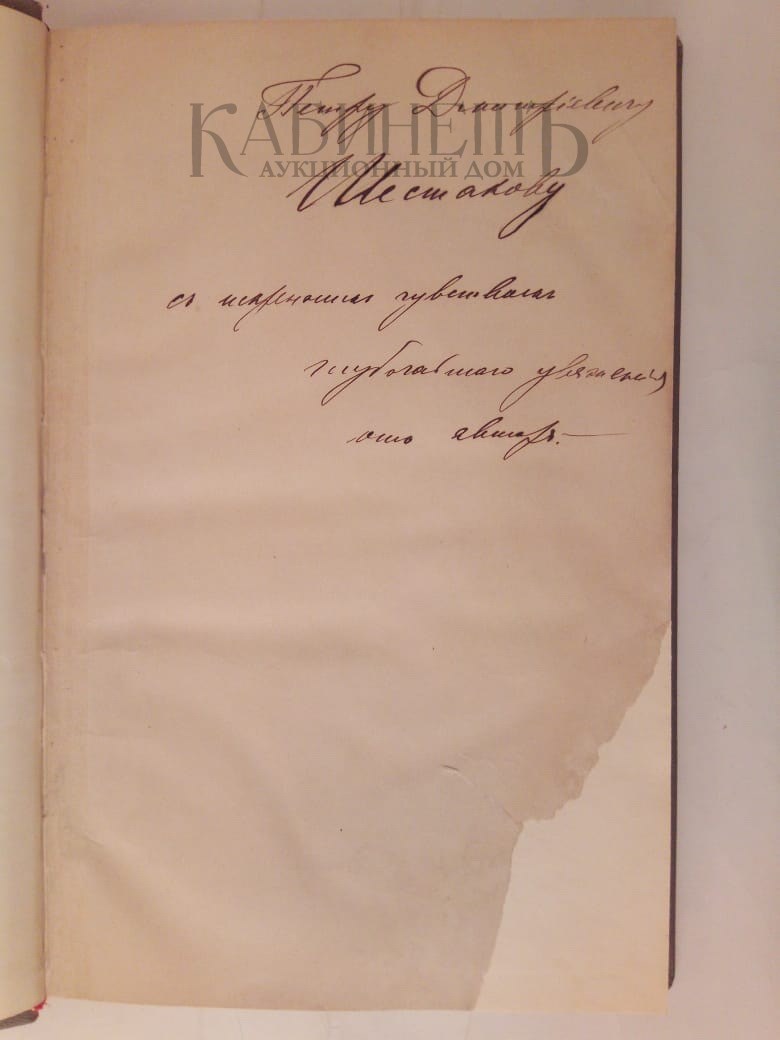 Петру Дмитріевичу
КАБИНЕТЪ
АУКЦИОННЫЙ ДОМ
Шестакову
съ искреннимъ чувствомъ
глубочайшаго уваженія
отъ автора.